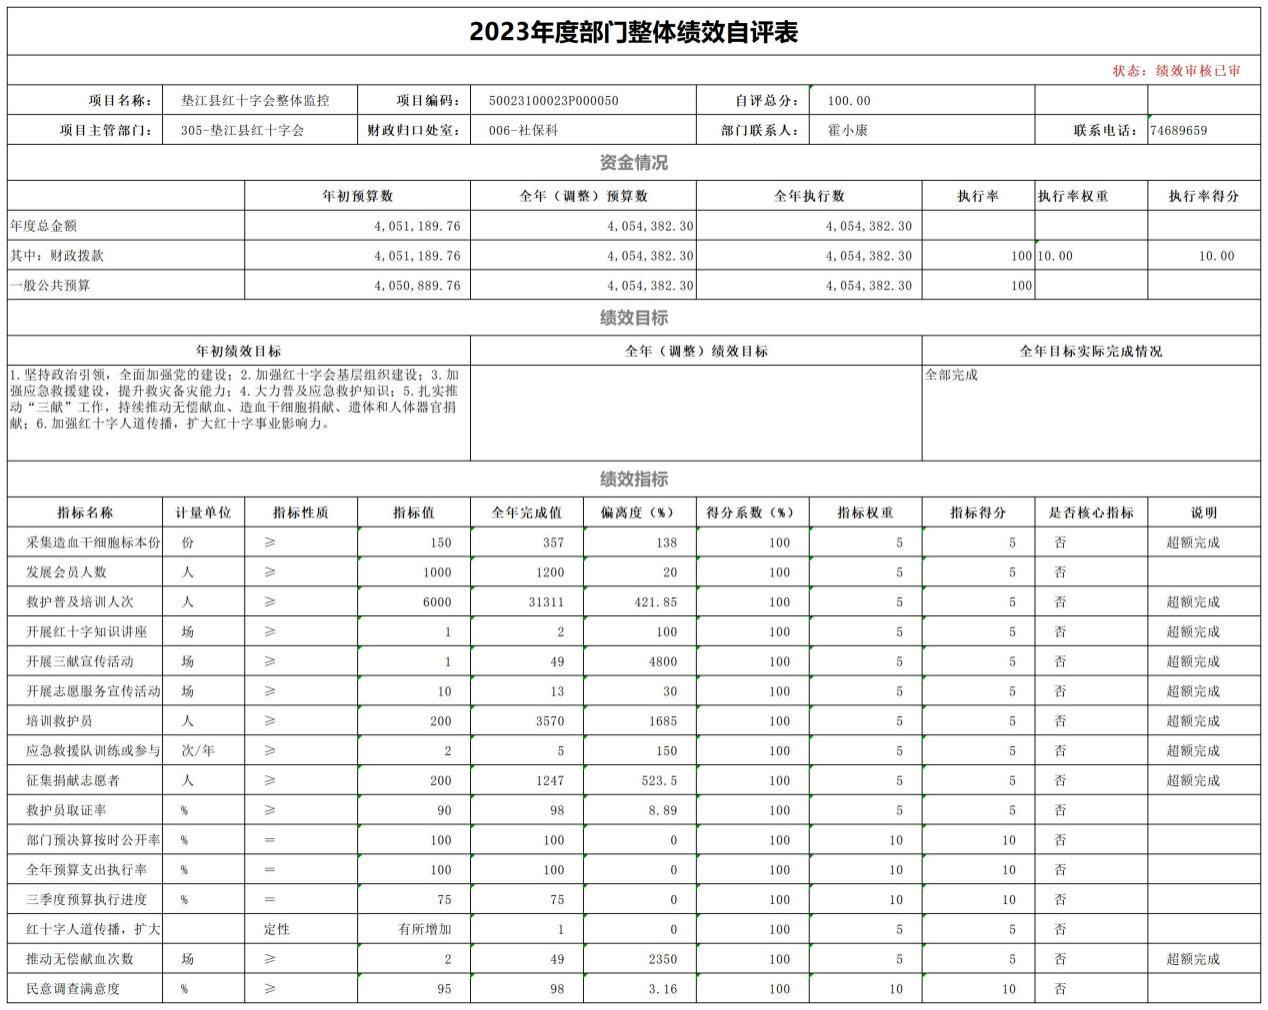 2023年度部门整体绩效自评表
状态：绩效审核已审
项目名称： 垫江县红十字会整体监控 项目编码： 50023100023P000050 自评总分： 100.00
项目主管部门： 305-垫江县红十字会 财政归口处室： 006-社保科 部门联系人： 霍小康 联系电话： 74689659
资金情况
年初预算数 全年（调整）预算数 全年执行数 执行率 执行率权重 执行率得分
年度总金额 4,051,189.76 4,054,382.30 4,054,382.30
其中：财政拨款 4,051,189.76 4,054,382.30 4,054,382.30 100 10.00 10.00
一般公共预算 4,050,889.76 4,054,382.30 4,054,382.30 100
绩效目标
年初绩效目标 全年（调整）绩效目标 全年目标实际完成情况
1.坚持政治引领，全面加强党的建设；2.加强红十字会基层组织建设；3.加 全部完成
强应急救援建设，提升救灾备灾能力；4.大力普及应急救护知识；5.扎实推
动“三献”工作，持续推动无偿献血、造血干细胞捐献、遗体和人体器官捐
献；6.加强红十字人道传播，扩大红十字事业影响力。
绩效指标
指标名称 计量单位 指标性质 指标值 全年完成值 偏离度（%） 得分系数（%） 指标权重 指标得分 是否核心指标 说明
采集造血干细胞标本份 份 ≥ 150 357 138 100 5 5 否 超额完成
发展会员人数 人 ≥ 1000 1200 20 100 5 5 否
救护普及培训人次 人 ≥ 6000 31311 421.85 100 5 5 否 超额完成
开展红十字知识讲座 场 ≥ 1 2 100 100 5 5 否 超额完成
开展三献宣传活动 场 ≥ 1 49 4800 100 5 5 否 超额完成
开展志愿服务宣传活动 场 ≥ 10 13 30 100 5 5 否 超额完成
培训救护员 人 ≥ 200 3570 1685 100 5 5 否 超额完成
应急救援队训练或参与 次/年 ≥ 2 5 150 100 5 5 否 超额完成
征集捐献志愿者 人 ≥ 200 1247 523.5 100 5 5 否 超额完成
救护员取证率 % ≥ 90 98 8.89 100 5 5 否
部门预决算按时公开率 % ＝ 100 100 0 100 10 10 否
全年预算支出执行率 % ＝ 100 100 0 100 10 10 否
三季度预算执行进度 % ＝ 75 75 0 100 10 10 否
红十字人道传播，扩大 定性 有所增加 1 0 100 5 5 否
推动无偿献血次数 场 ≥ 2 49 2350 100 5 5 否 超额完成
民意调查满意度 % ≥ 95 98 3.16 100 10 10 否